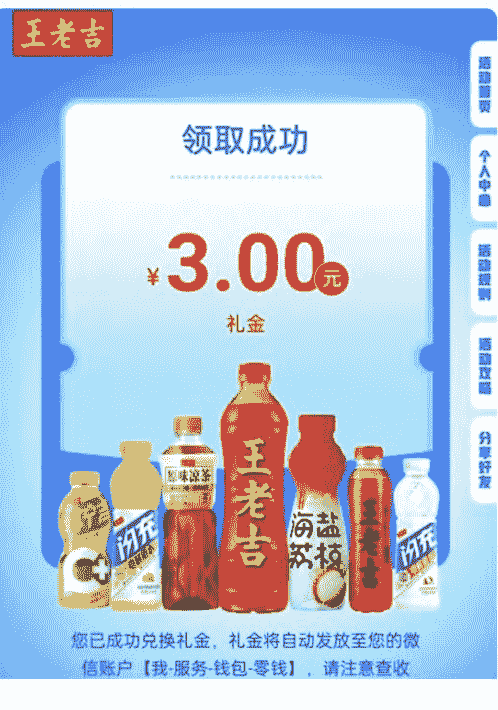 王老吉
活动首页
领取成功
个人中心
¥3.00元
礼金
活动规则
活动攻略
分享好友
王老吉
海盐
荔枝
王老吉
闪充
闪充
C+
您已成功兑换礼金，礼金将自动发放至您的微
信账户【我-服务-钱包-零钱】，请注意查收